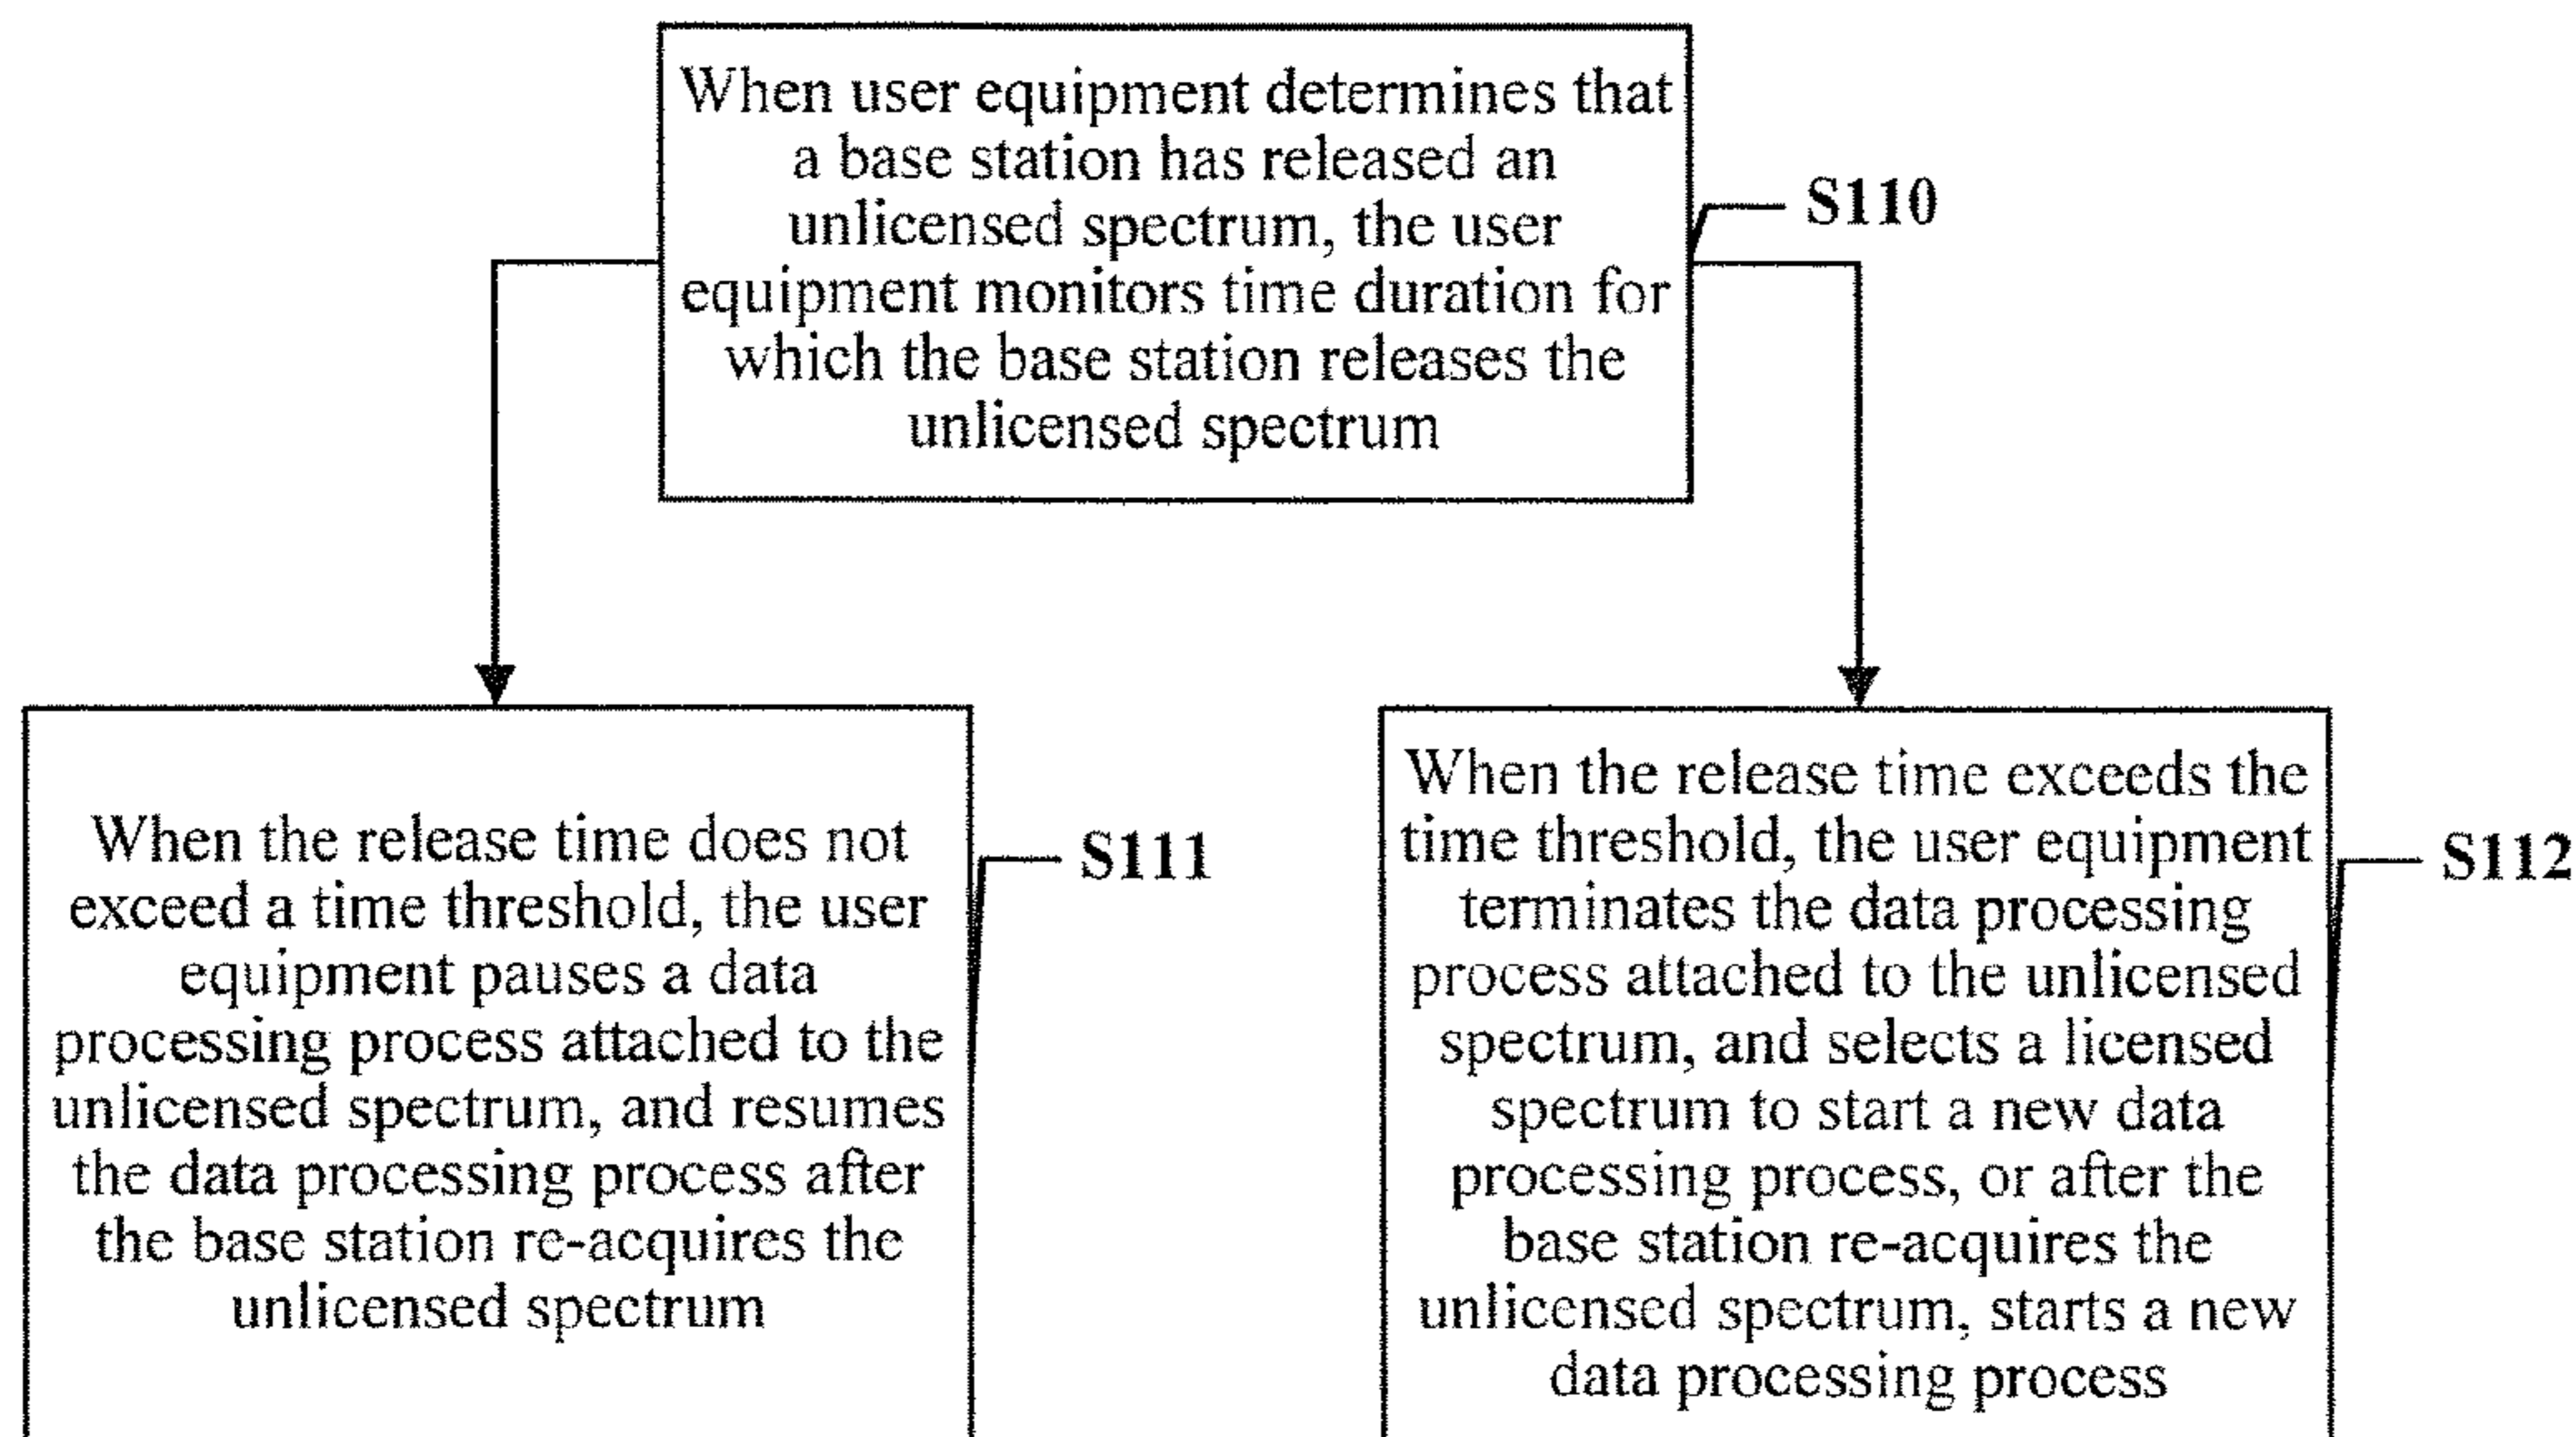 When user equipment determines that
a base station has released an
unlicensed spectrum, the user
equipment monitors time duration for
which the base station releases the
unlicensed spectrum
S110
When the release time does not
exceed a time threshold, the user
equipment pauses a data
processing process attached to the
unlicensed spectrum, and resumes
the data processing process after
the base station re-acquires the
unlicensed spectrum
S111
When the release time exceeds the
time threshold, the user equipment
terminates the data processing
process attached to the unlicensed
spectrum, and selects a licensed
spectrum to start a new data
processing process, or after the
base station re-acquires the
unlicensed spectrum, starts a new
data processing process
S112